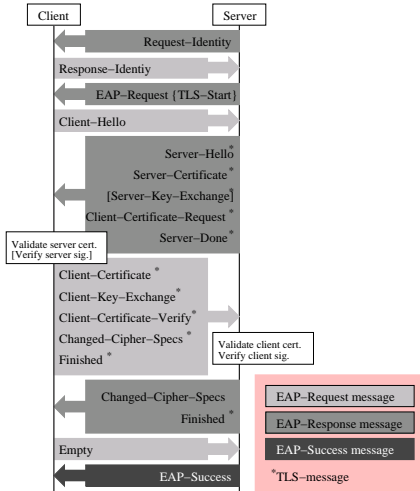 Client
Server
Request-Identity
Response-Identiy
EAP-Request {TLS-Start}
Client-Hello
Server-Hello*
Server-Certificate*
[Server-Key-Exchange]*
Client-Certificate-Request*
Server-Done*
Validate server cert.
[Verify server sig.]
Client-Certificate*
Client-Key-Exchange*
Client-Certificate-Verify*
Changed-Cipher-Specs*
Finished*
Validate client cert.
Verify client sig.
Changed-Cipher-Specs
Finished*
Empty
EAP-Success
EAP-Request message
EAP-Response message
EAP-Success message
*TLS-message